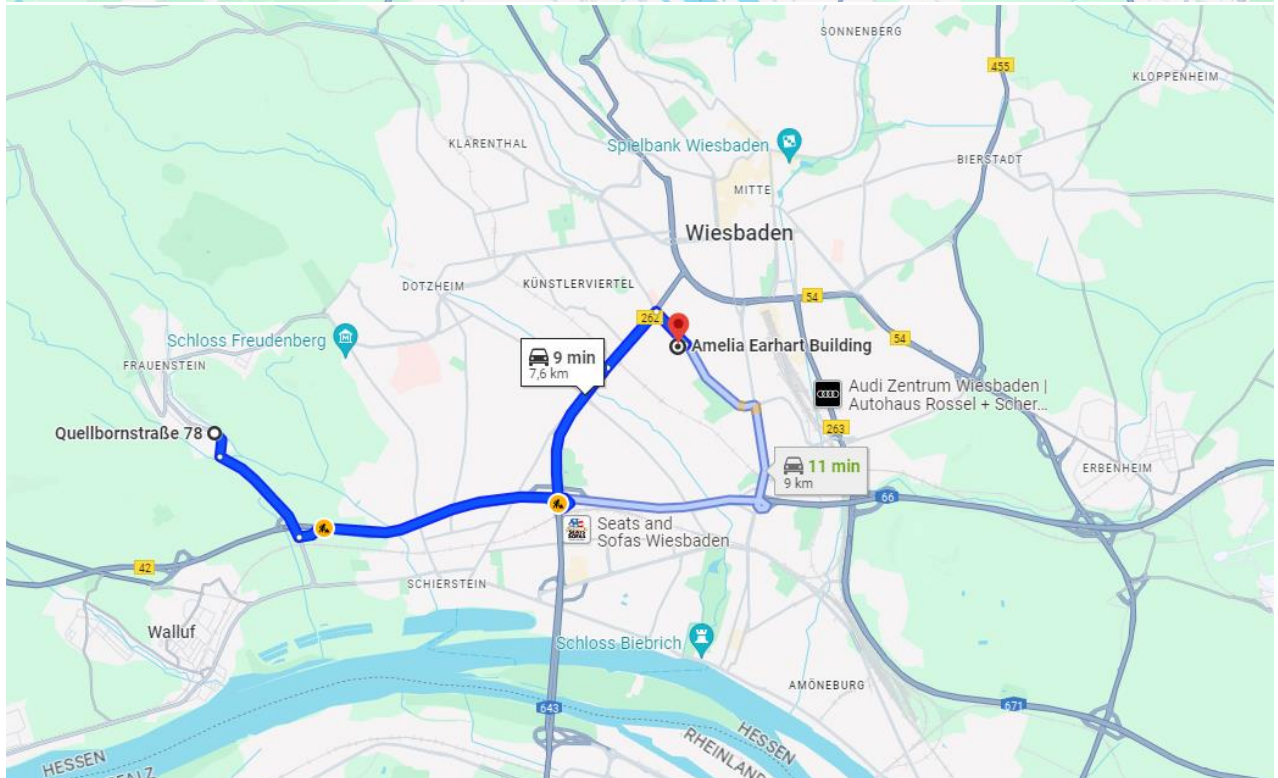 SONNENBERG
455
KLOPPENHEIM
KLARENTHAL
Spielbank Wiesbaden
BIERSTADT
MITTE
Wiesbaden
DOTZHEIM
KÜNSTLERVIERTEL
54
262
Schloss Freudenberg
Amelia Earhart Building
54
9 min
7,6 km
FRAUENSTEIN
Audi Zentrum Wiesbaden |
Autohaus Rossel + Scher...
Quellbornstraße 78
263
11 min
9 km
ERBENHEIM
66
Seats and
Sofas Wiesbaden
42
SCHIERSTEIN
Walluf
Schloss Biebrich
AMÖNEBURG
643
671
HESSEN
HESSEN
RHEINLAND